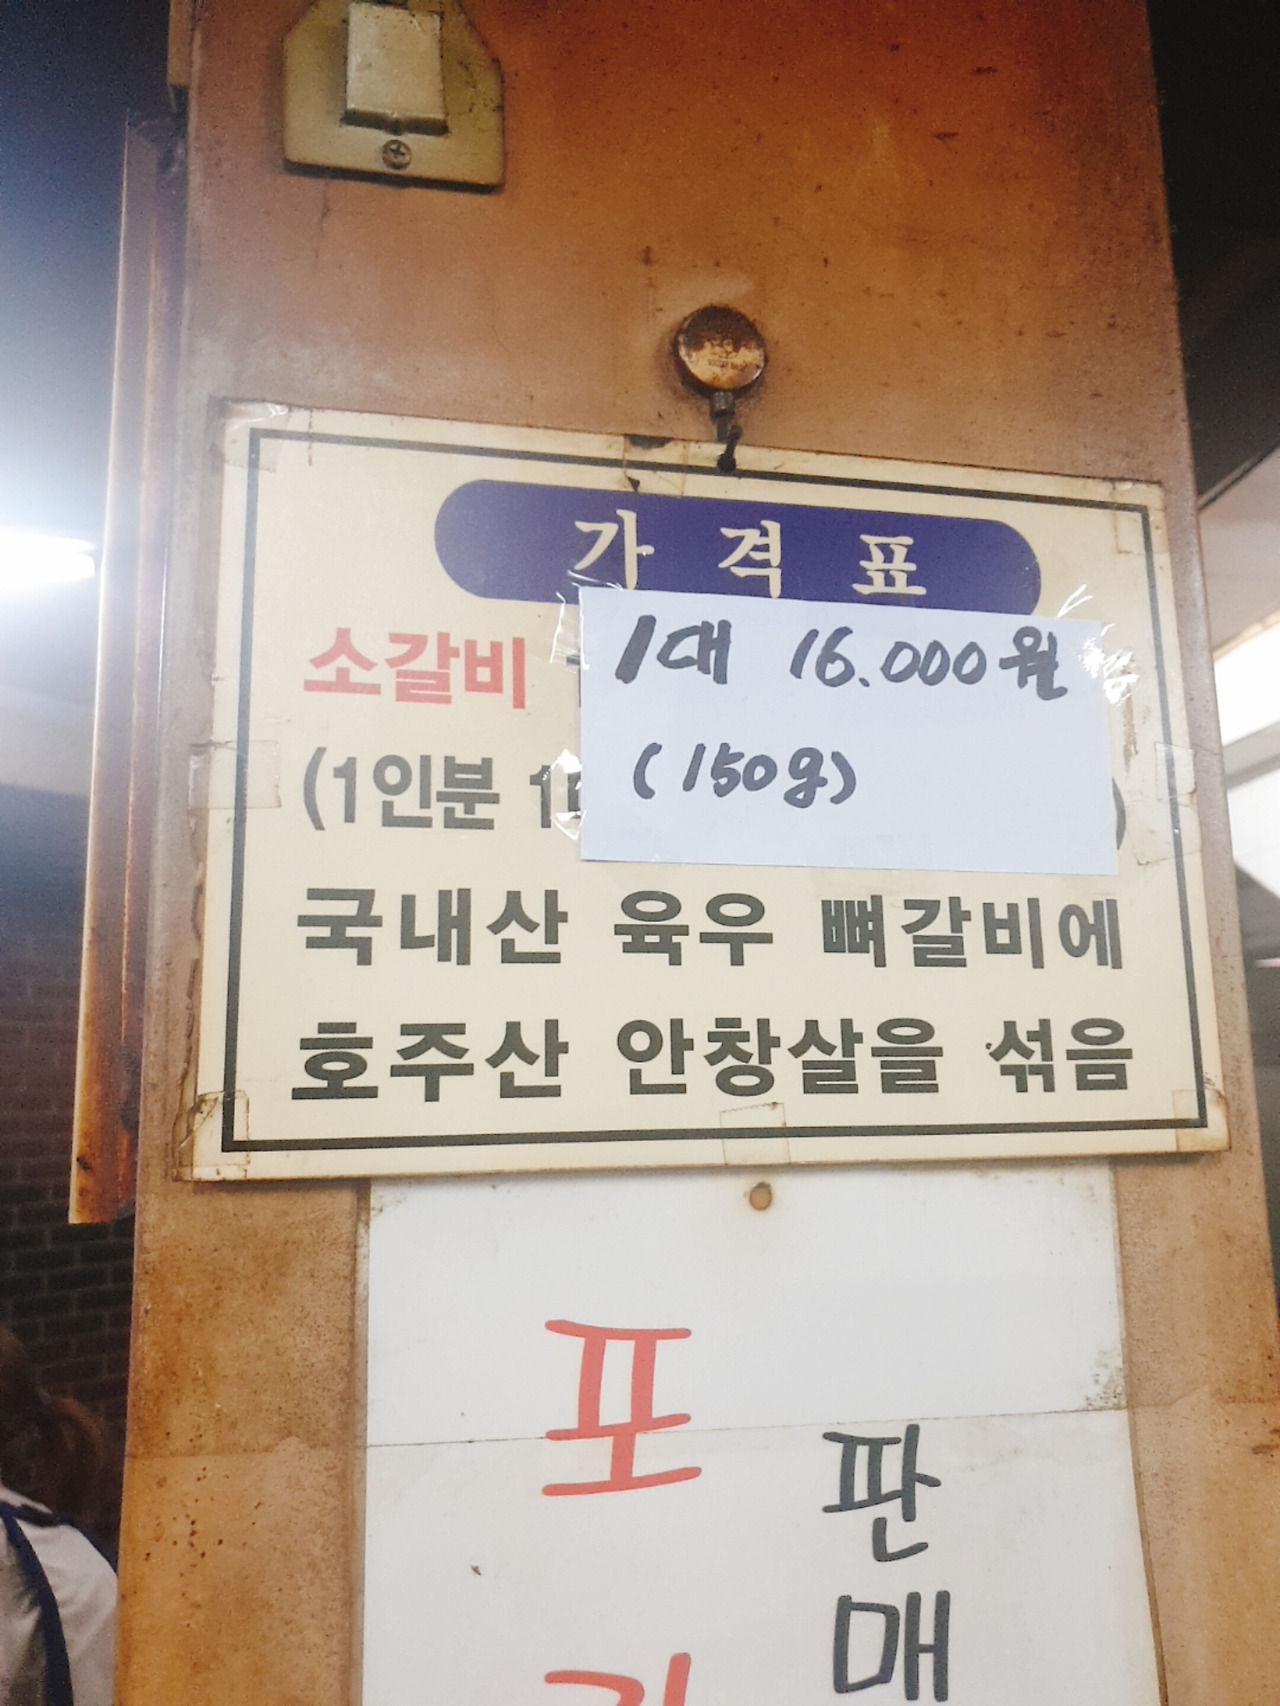 가격표
소갈비 1대 16.000원
(1인분 (150g) )
국내산 육우 뼈갈비에
호주산 안창살을 섞음
포
판매